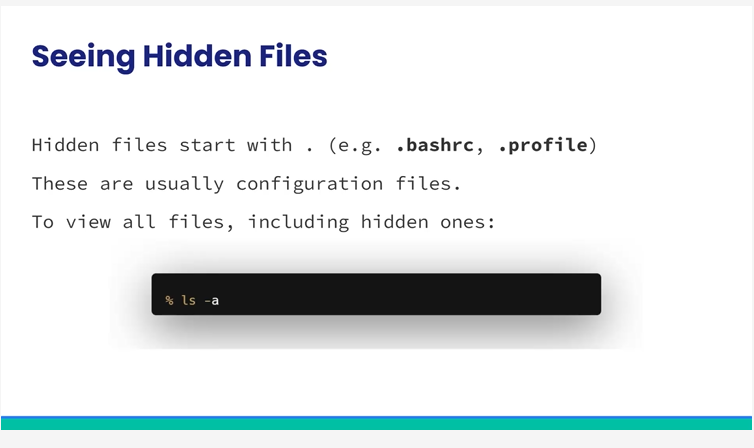 Seeing Hidden Files
Hidden files start with . (e.g. .bashrc, .profile)
These are usually configuration files.
To view all files, including hidden ones:
% ls -a